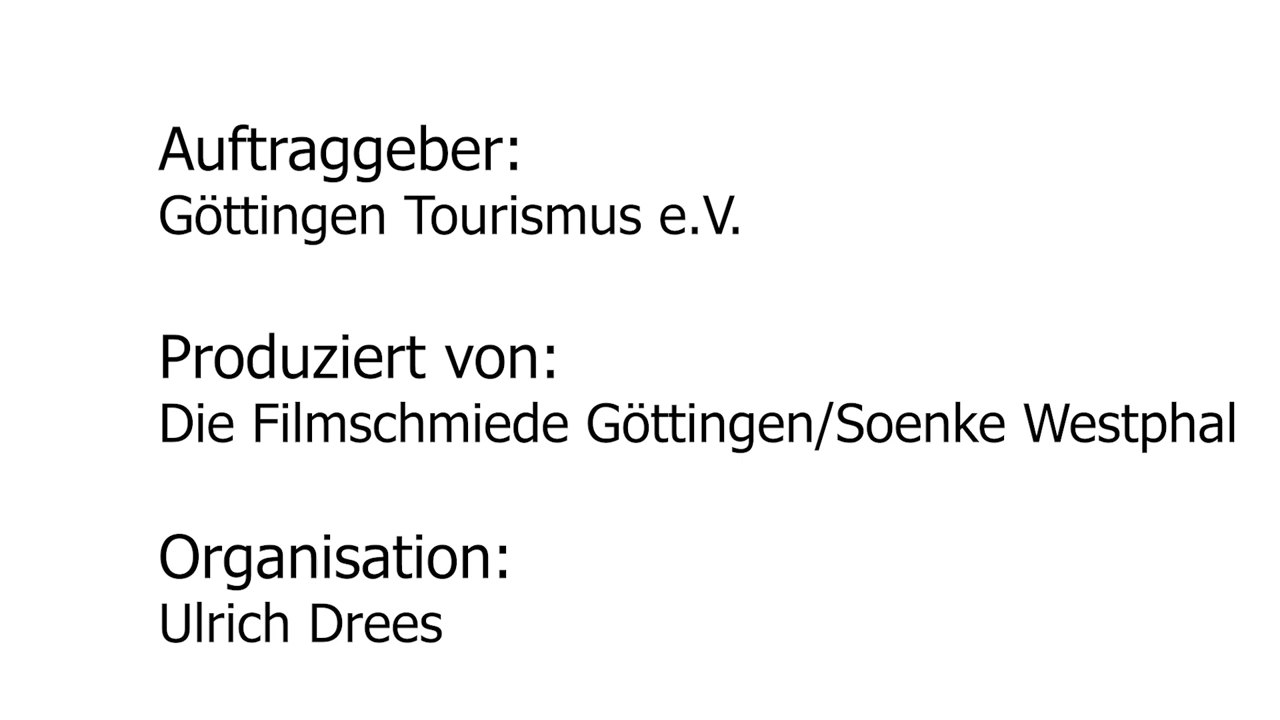 Auftraggeber:
Göttingen Tourismus e.V.
Produziert von:
Die Filmschmiede Göttingen/Soenke Westphal
Organisation:
Ulrich Drees